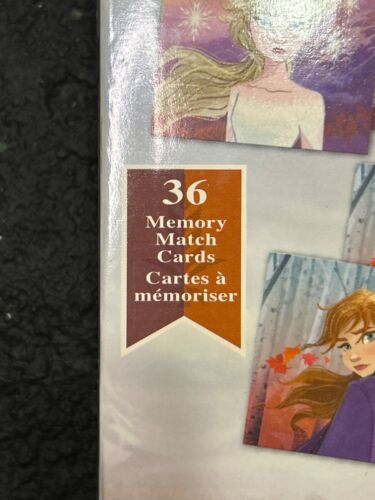 36
Memory
Match
Cards
Cartes à
mémoriser